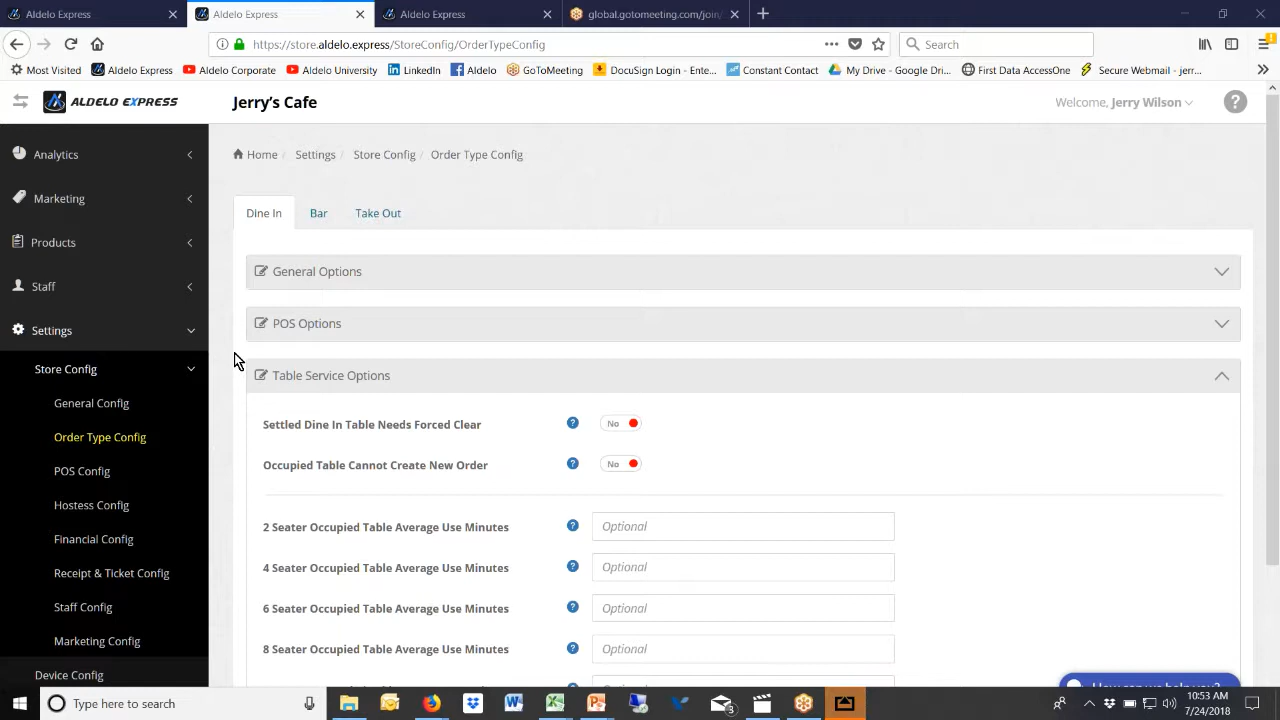 Aldelo Express
Aldelo Express
Aldelo Express
global.gotomeeting.com/join/
https://store.aldelo.express/StoreConfig/OrderTypeConfig
Search
Most Visited
Aldelo Express
Aldelo Corporate
Aldelo University
LinkedIn
Aldelo
GoToMeeting
DocuSign Login - Ente...
Constant Contact
My Drive - Google Dri...
First Data AccessOne
Secure Webmail - jerr...
ALDELO EXPRESS
Jerry's Cafe
Welcome, Jerry Wilson
?
Analytics
Marketing
Products
Staff
Settings
Store Config
General Config
Order Type Config
POS Config
Hostess Config
Financial Config
Receipt & Ticket Config
Staff Config
Marketing Config
Device Config
Home / Settings / Store Config / Order Type Config
Dine In
Bar
Take Out
General Options
POS Options
Table Service Options
Settled Dine In Table Needs Forced Clear ? No
Occupied Table Cannot Create New Order ? No
2 Seater Occupied Table Average Use Minutes ? Optional
4 Seater Occupied Table Average Use Minutes ? Optional
6 Seater Occupied Table Average Use Minutes ? Optional
8 Seater Occupied Table Average Use Minutes ? Optional
How can we help you?
Type here to search
3
10:53 AM
7/24/2018